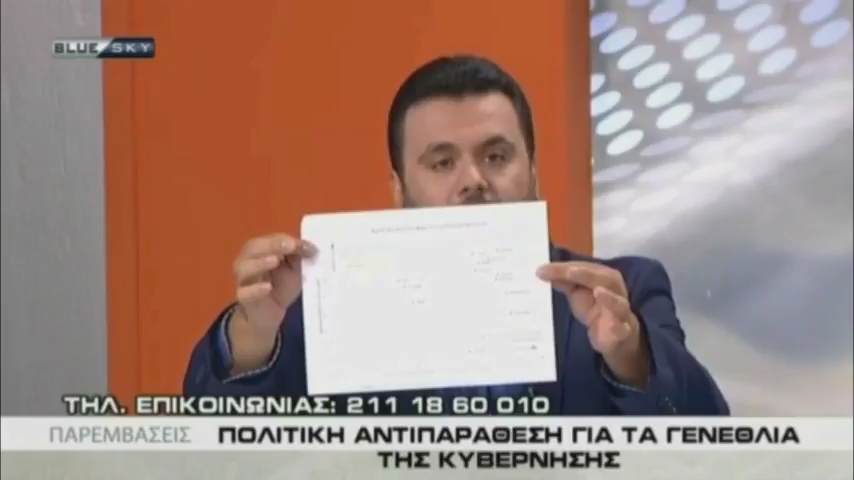 BLUE SKY
ΤΗΛ. ΕΠΙΚΟΙΝΩΝΙΑΣ: 211 18 60 010
ΠΑΡΕΜΒΑΣΕΙΣ
ΠΟΛΙΤΙΚΗ ΑΝΤΙΠΑΡΑΘΕΣΗ ΓΙΑ ΤΑ ΓΕΝΕΘΛΙΑ
ΤΗΣ ΚΥΒΕΡΝΗΣΗΣ